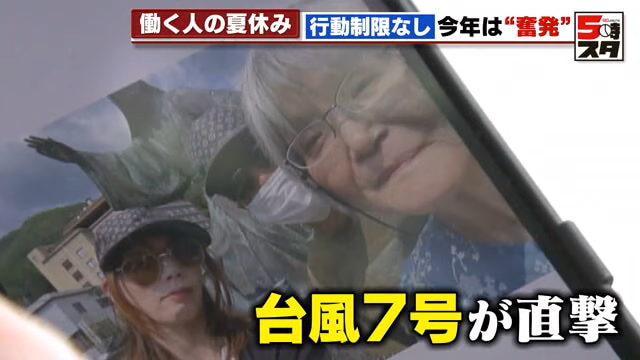 働く人の夏休み
行動制限なし 今年は“奮発”
5時スタ
台風7号が直撃